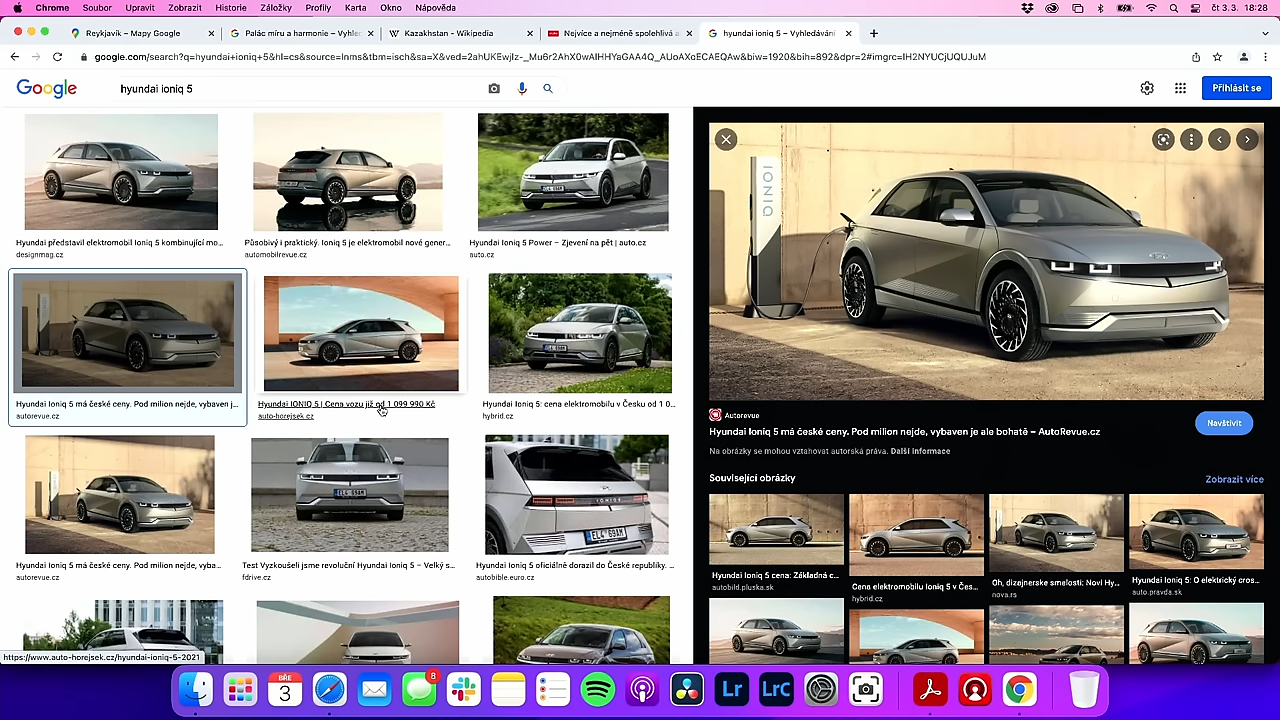 Chrome Soubor Upravit Zobrazit Historie Záložky Profily Karta Okno Nápověda čt 3. 3. 18:28
Reykjavík – Mapy Google Palác míru a harmonie – Vyhle Kazakhstan - Wikipedia Nejvíce a nejméně spolehlivá a hyundai ioniq 5 – Vyhledávání
google.com/search?q=hyundai+ioniq+5&hl=cs&source=lnms&tbm=isch&sa=X&ved=2ahUKEwjIz-_Mu6r2AhX0wAIHHYaGAA4Q_AUoAXoECAEQAw&biw=1920&bih=892&dpr=2#imgrc=IH2NYUCjUQUJuM
Google hyundai ioniq 5 Přihlásit se
IONIQ
Hyundai představil elektromobil Ioniq 5 kombinující mo...
designmag.cz
Působivý i praktický. Ioniq 5 je elektromobil nové gener...
automobilrevue.cz
Hyundai Ioniq 5 Power – Zjevení na pět | auto.cz
auto.cz
Hyundai Ioniq 5 má české ceny. Pod milion nejde, vybaven j...
autorevue.cz
Hyundai IONIQ 5 | Cena vozu již od 1 099 990 Kč
auto-horejsek.cz
Hyundai Ioniq 5: cena elektromobilu v Česku od 1 0...
hybrid.cz
Autorevue
Hyundai Ioniq 5 má české ceny. Pod milion nejde, vybaven je ale bohatě – AutoRevue.cz
Navštívit
Na obrázky se mohou vztahovat autorská práva. Další informace
Související obrázky Zobrazit více
EL4 69AM
IONIQ 5
EL4 69AM
Hyundai Ioniq 5 má české ceny. Pod milion nejde, vyba...
autorevue.cz
Test Vyzkoušeli jsme revoluční Hyundai Ioniq 5 – Velký s...
fdrive.cz
Hyundai Ioniq 5 oficiálně dorazil do České republiky. ...
autobible.euro.cz
Hyundai Ioniq 5 cena: Základná c...
autobild.pluska.sk
Cena elektromobilu Ioniq 5 v Čes...
hybrid.cz
Oh, dizajnerske smelosti; Novi Hy...
nova.rs
Hyundai Ioniq 5: O elektrický cros...
auto.pravda.sk
https://www.auto-horejsek.cz/hyundai-ioniq-5-2021
BŘE
3
8
Lr
LrC